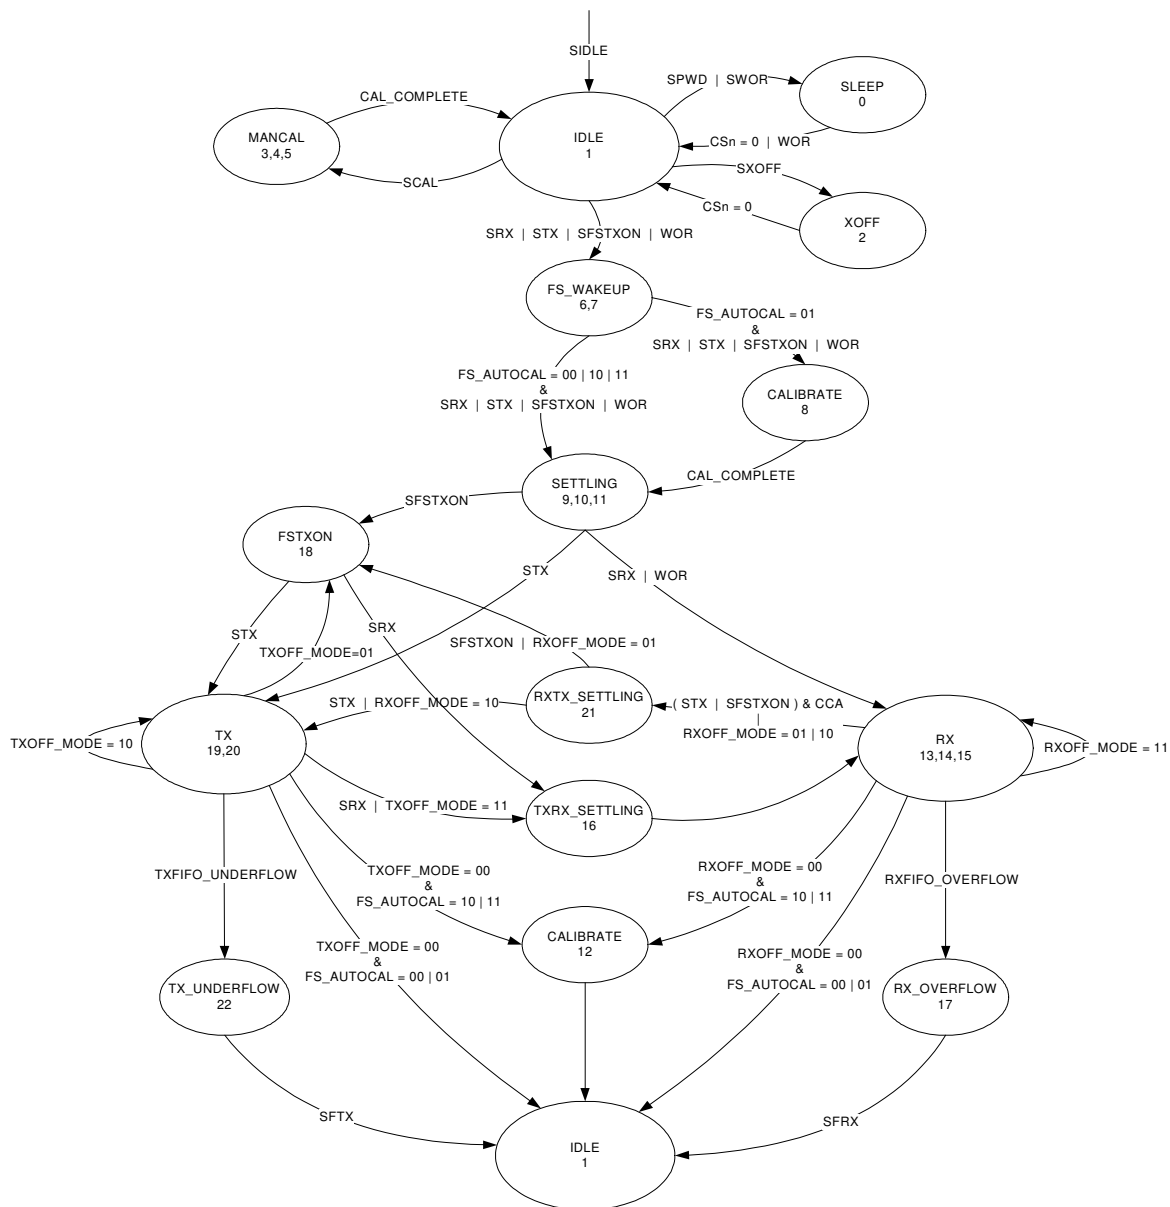 SIDLE
SPWD | SWOR
SLEEP
0
CAL_COMPLETE
IDLE
1
MANCAL
3,4,5
CSn = 0 | WOR
SXOFF
SCAL
CSn = 0
XOFF
2
SRX | STX | SFSTXON | WOR
FS_WAKEUP
6,7
FS_AUTOCAL = 01
&
SRX | STX | SFSTXON | WOR
FS_AUTOCAL = 00 | 10 | 11
&
SRX | STX | SFSTXON | WOR
CALIBRATE
8
CAL_COMPLETE
SETTLING
9,10,11
SFSTXON
FSTXON
18
STX
SRX | WOR
STX
SRX
TXOFF_MODE=01
SFSTXON | RXOFF_MODE = 01
RXTX_SETTLING
21
STX | RXOFF_MODE = 10
( STX | SFSTXON ) & CCA
|
RXOFF_MODE = 01 | 10
TXOFF_MODE = 10
TX
19,20
RX
13,14,15
RXOFF_MODE = 11
SRX | TXOFF_MODE = 11
TXRX_SETTLING
16
TXFIFO_UNDERFLOW
TXOFF_MODE = 00
&
FS_AUTOCAL = 10 | 11
RXOFF_MODE = 00
&
FS_AUTOCAL = 10 | 11
RXFIFO_OVERFLOW
TXOFF_MODE = 00
&
FS_AUTOCAL = 00 | 01
CALIBRATE
12
RXOFF_MODE = 00
&
FS_AUTOCAL = 00 | 01
TX_UNDERFLOW
22
RX_OVERFLOW
17
SFTX
SFRX
IDLE
1